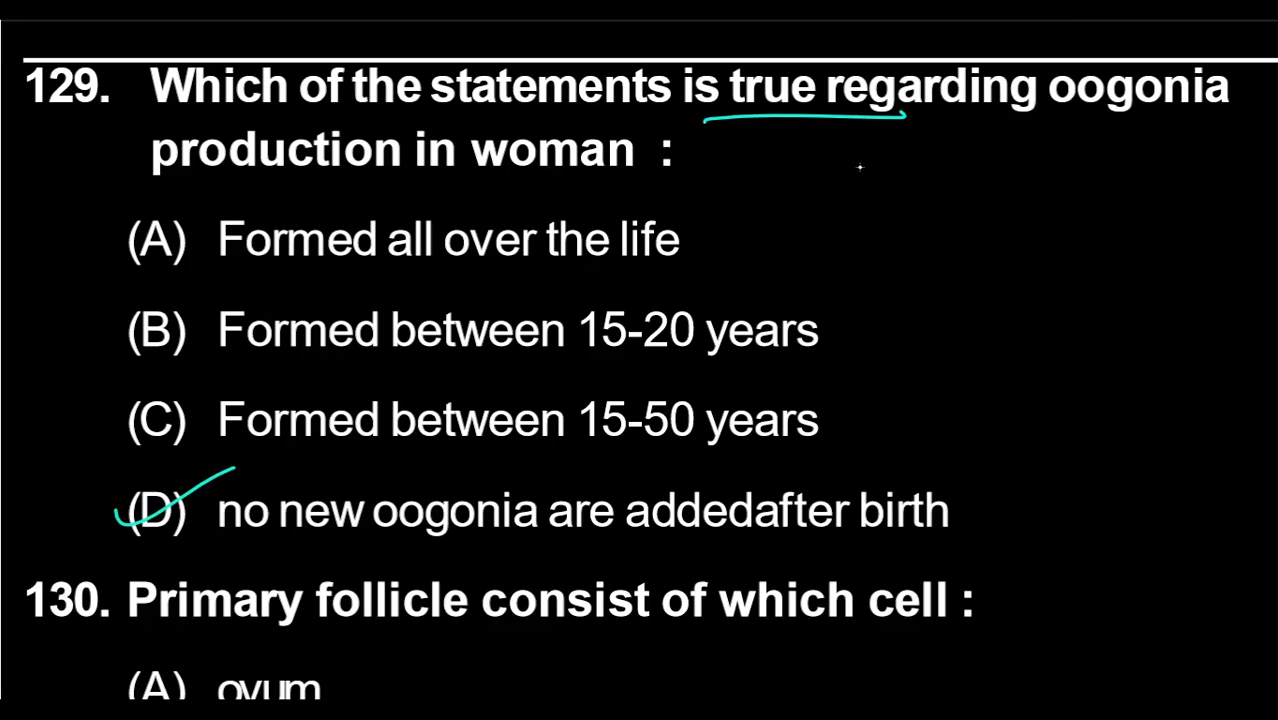 129. Which of the statements is true regarding oogonia
production in woman :
(A) Formed all over the life
(B) Formed between 15-20 years
(C) Formed between 15-50 years
(D) no new oogonia are addedafter birth
130. Primary follicle consist of which cell :
(A) ovum